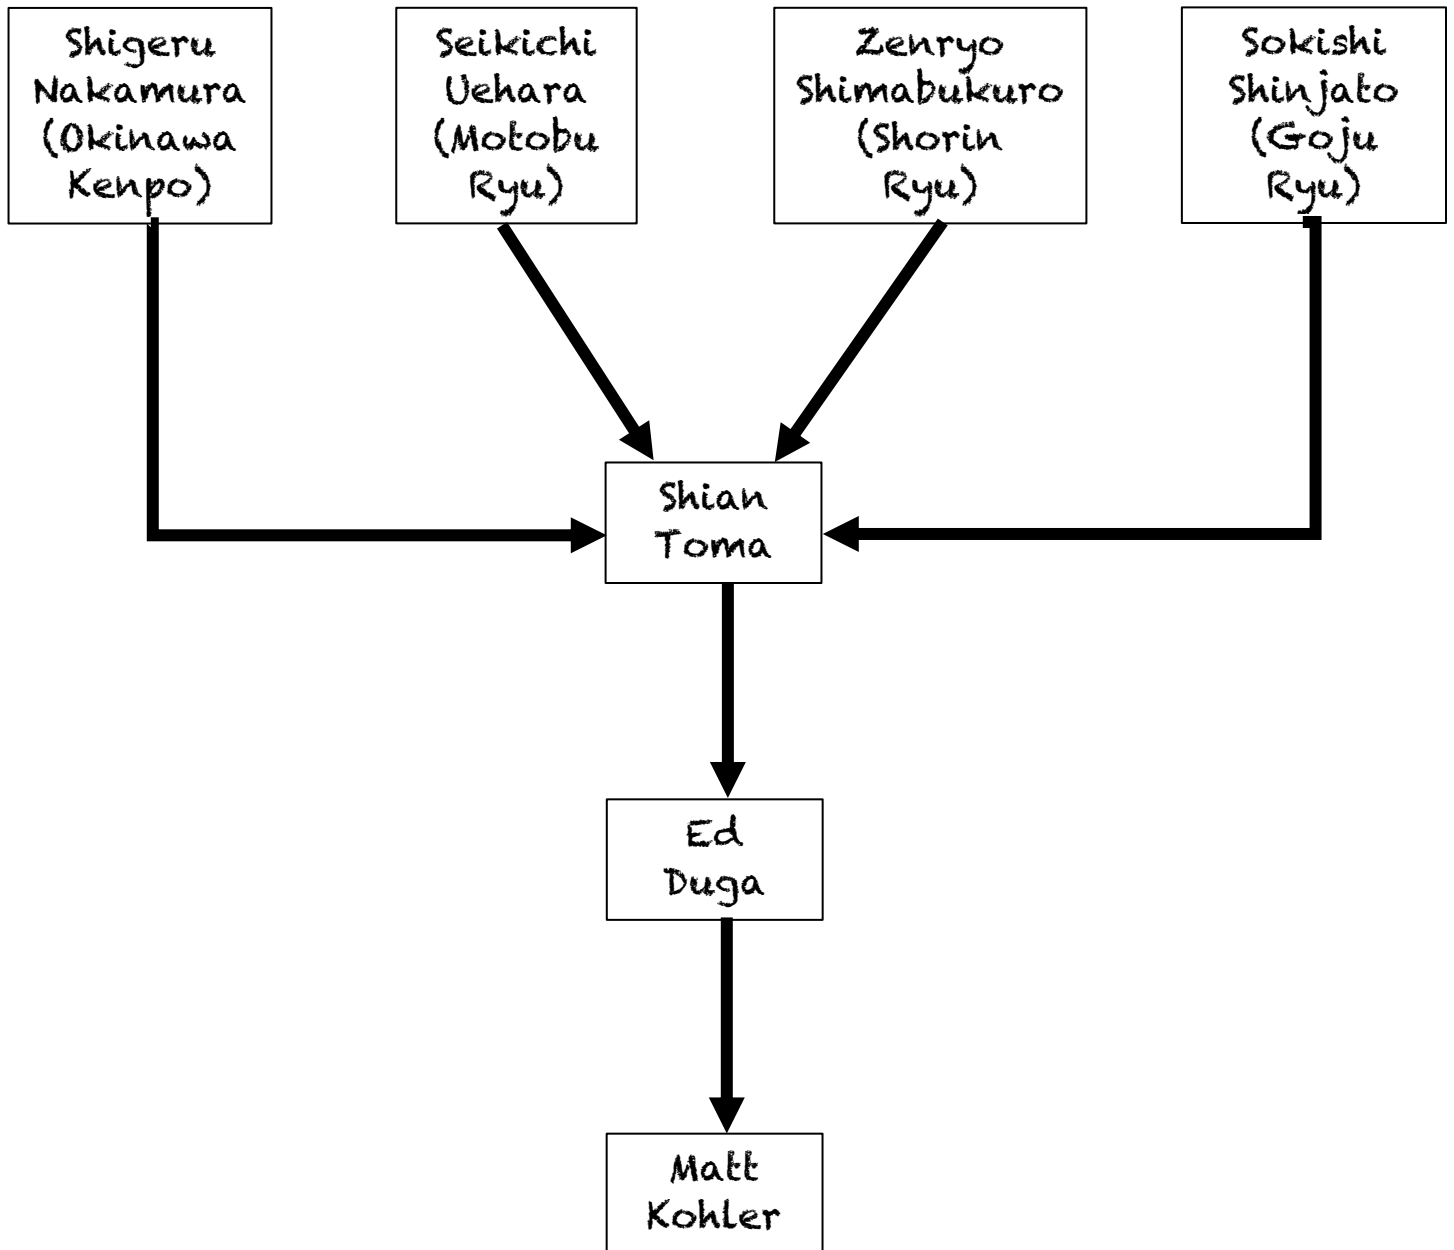 Shigeru
Nakamura
(Okinawa
Kenpo)
Seikichi
Uehara
(Motobu
Ryu)
Zenryo
Shimabukuro
(Shorin
Ryu)
Sokishi
Shinjato
(Goju
Ryu)
Shian
Toma
Ed
Duga
Matt
Kohler